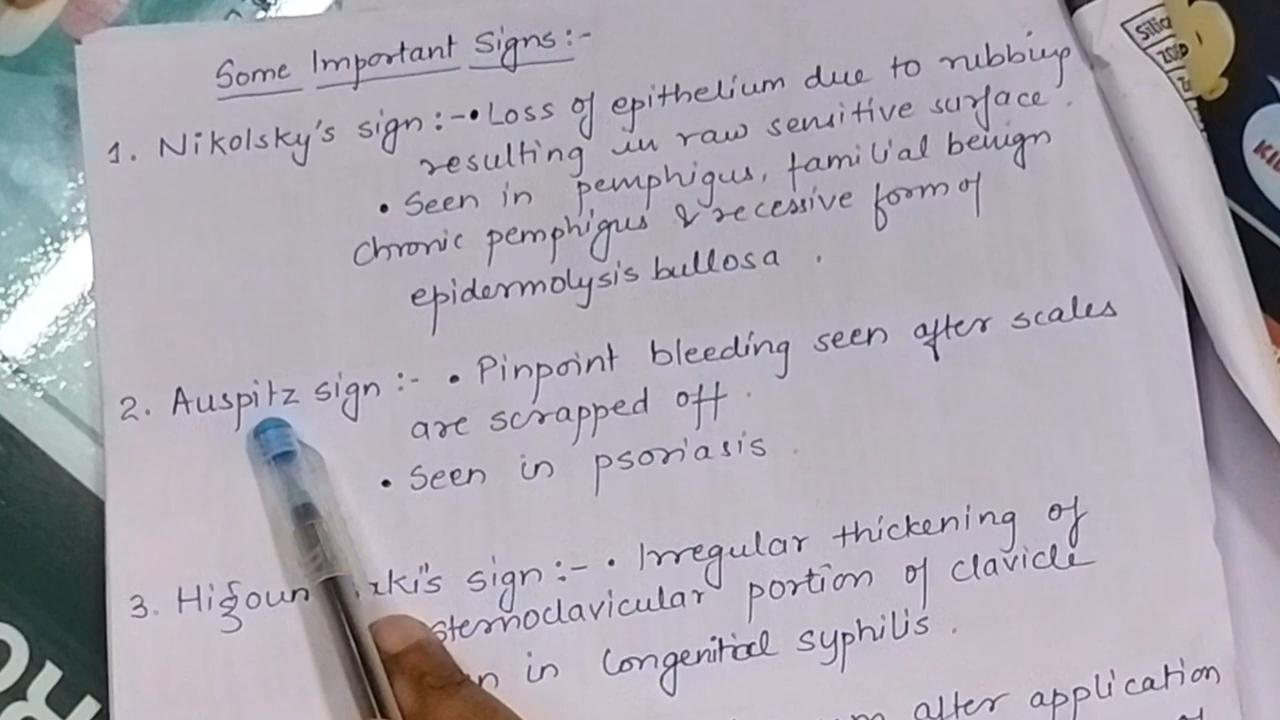 Some Important Signs:-
1. Nikolsky's sign:- • Loss of epithelium due to rubbing
resulting in raw sensitive surface.
• Seen in pemphigus, familial benign
chronic pemphigus & recessive form of
epidermolysis bullosa.
2. Auspitz sign:- • Pinpoint bleeding seen after scales
are scrapped off.
• Seen in psoriasis.
3. sign:- • Irregular thickening of
sternoclavicular portion of clavicle
in Congenital syphilis.
after application
Silic